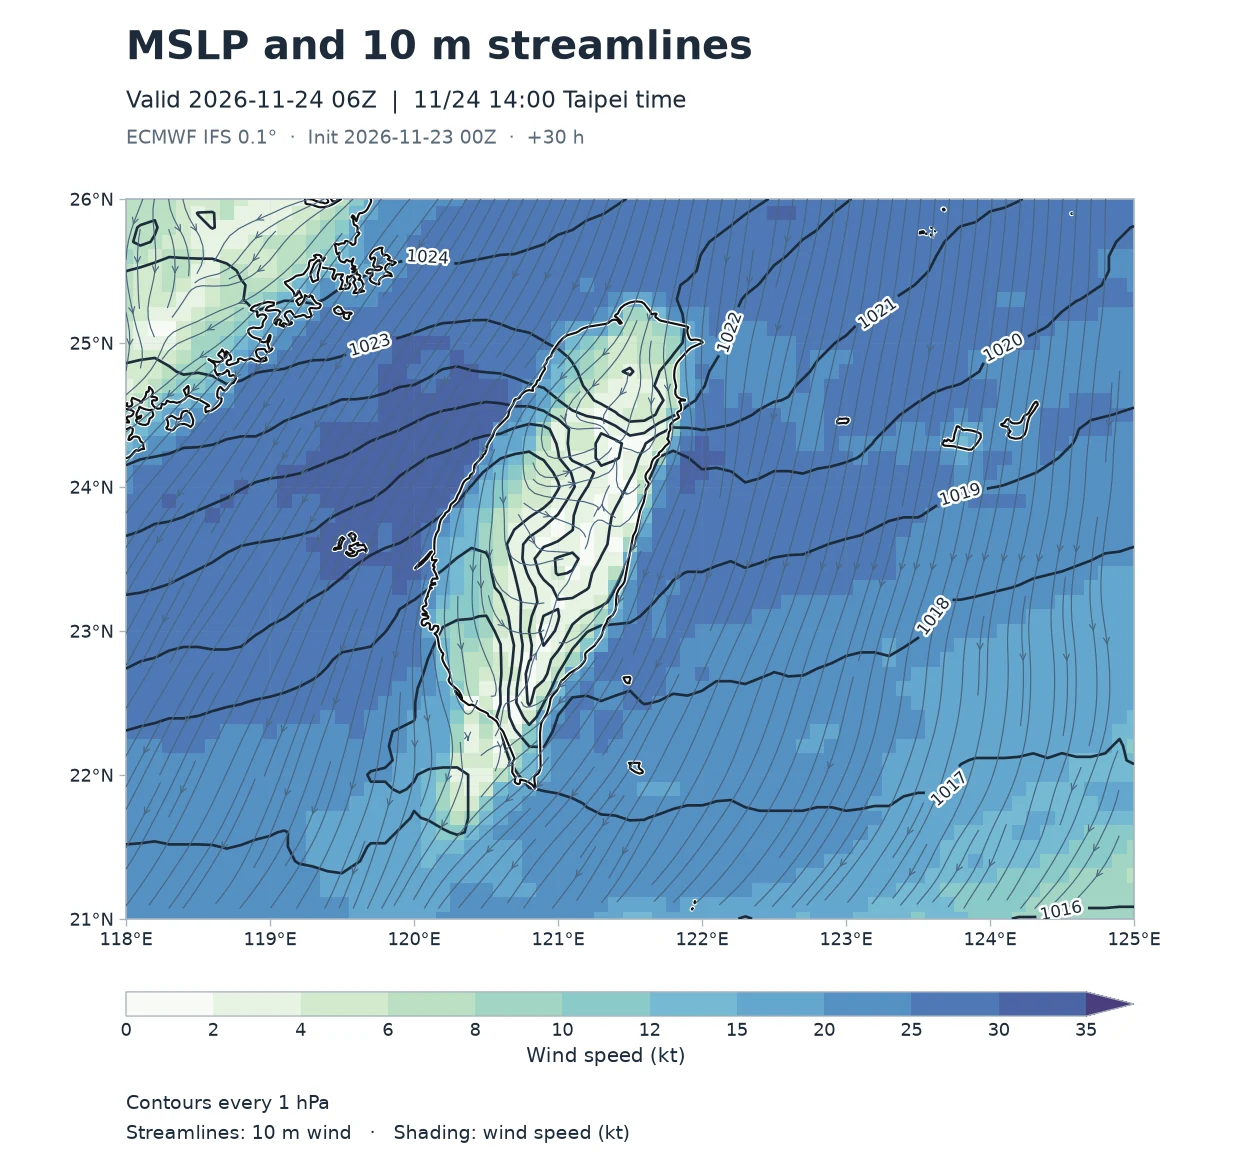 MSLP and 10 m streamlines
Valid 2026-11-24 06Z | 11/24 14:00 Taipei time
ECMWF IFS 0.1° · Init 2026-11-23 00Z · +30 h
26°N
25°N
24°N
23°N
22°N
21°N
1024
1023
1022
1021
1020
1019
1018
1017
1016
118°E 119°E 120°E 121°E 122°E 123°E 124°E 125°E
0 2 4 6 8 10 12 15 20 25 30 35
Wind speed (kt)
Contours every 1 hPa
Streamlines: 10 m wind · Shading: wind speed (kt)